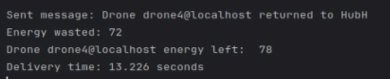 Sent message: Drone drone4@localhost returned to HubH
Energy wasted: 72
Drone drone4@localhost energy left:  78
Delivery time: 13.226 seconds